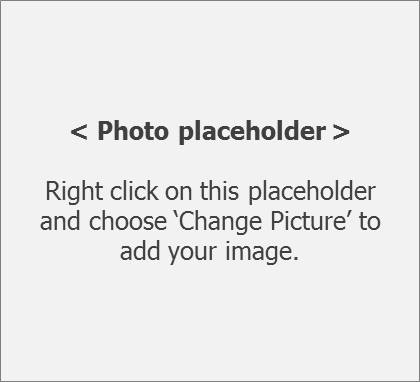 < Photo placeholder >
Right click on this placeholder
and choose ‘Change Picture’ to
add your image.